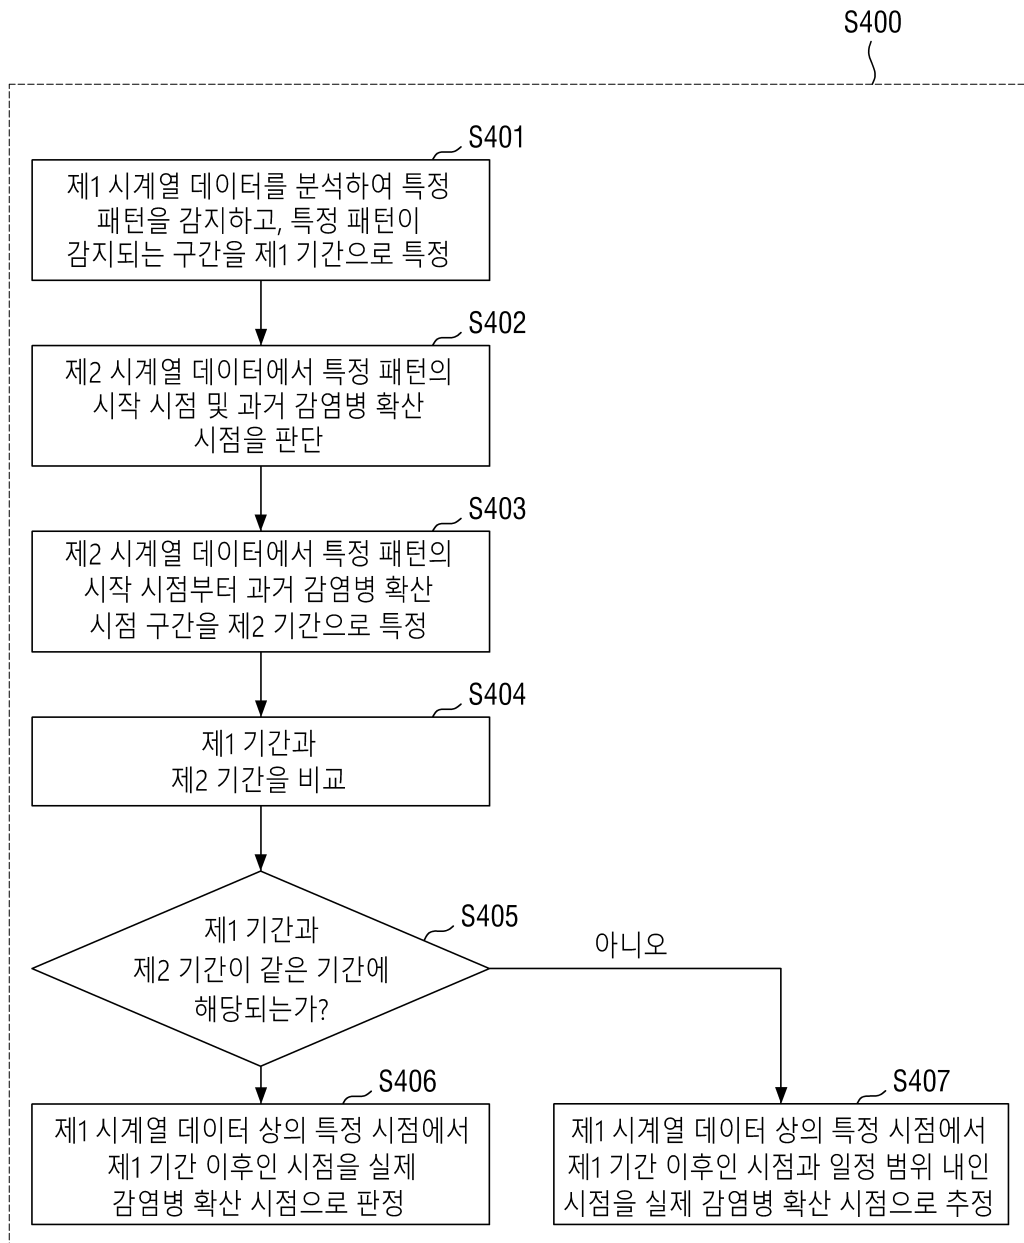 S400
S401
제1 시계열 데이터를 분석하여 특정
패턴을 감지하고, 특정 패턴이
감지되는 구간을 제1 기간으로 특정
S402
제2 시계열 데이터에서 특정 패턴의
시작 시점 및 과거 감염병 확산
시점을 판단
S403
제2 시계열 데이터에서 특정 패턴의
시작 시점부터 과거 감염병 확산
시점 구간을 제2 기간으로 특정
S404
제1 기간과
제2 기간을 비교
S405
제1 기간과
제2 기간이 같은 기간에
해당되는가?
아니오
S406
제1 시계열 데이터 상의 특정 시점에서
제1 기간 이후인 시점을 실제
감염병 확산 시점으로 판정
S407
제1 시계열 데이터 상의 특정 시점에서
제1 기간 이후인 시점과 일정 범위 내인
시점을 실제 감염병 확산 시점으로 추정